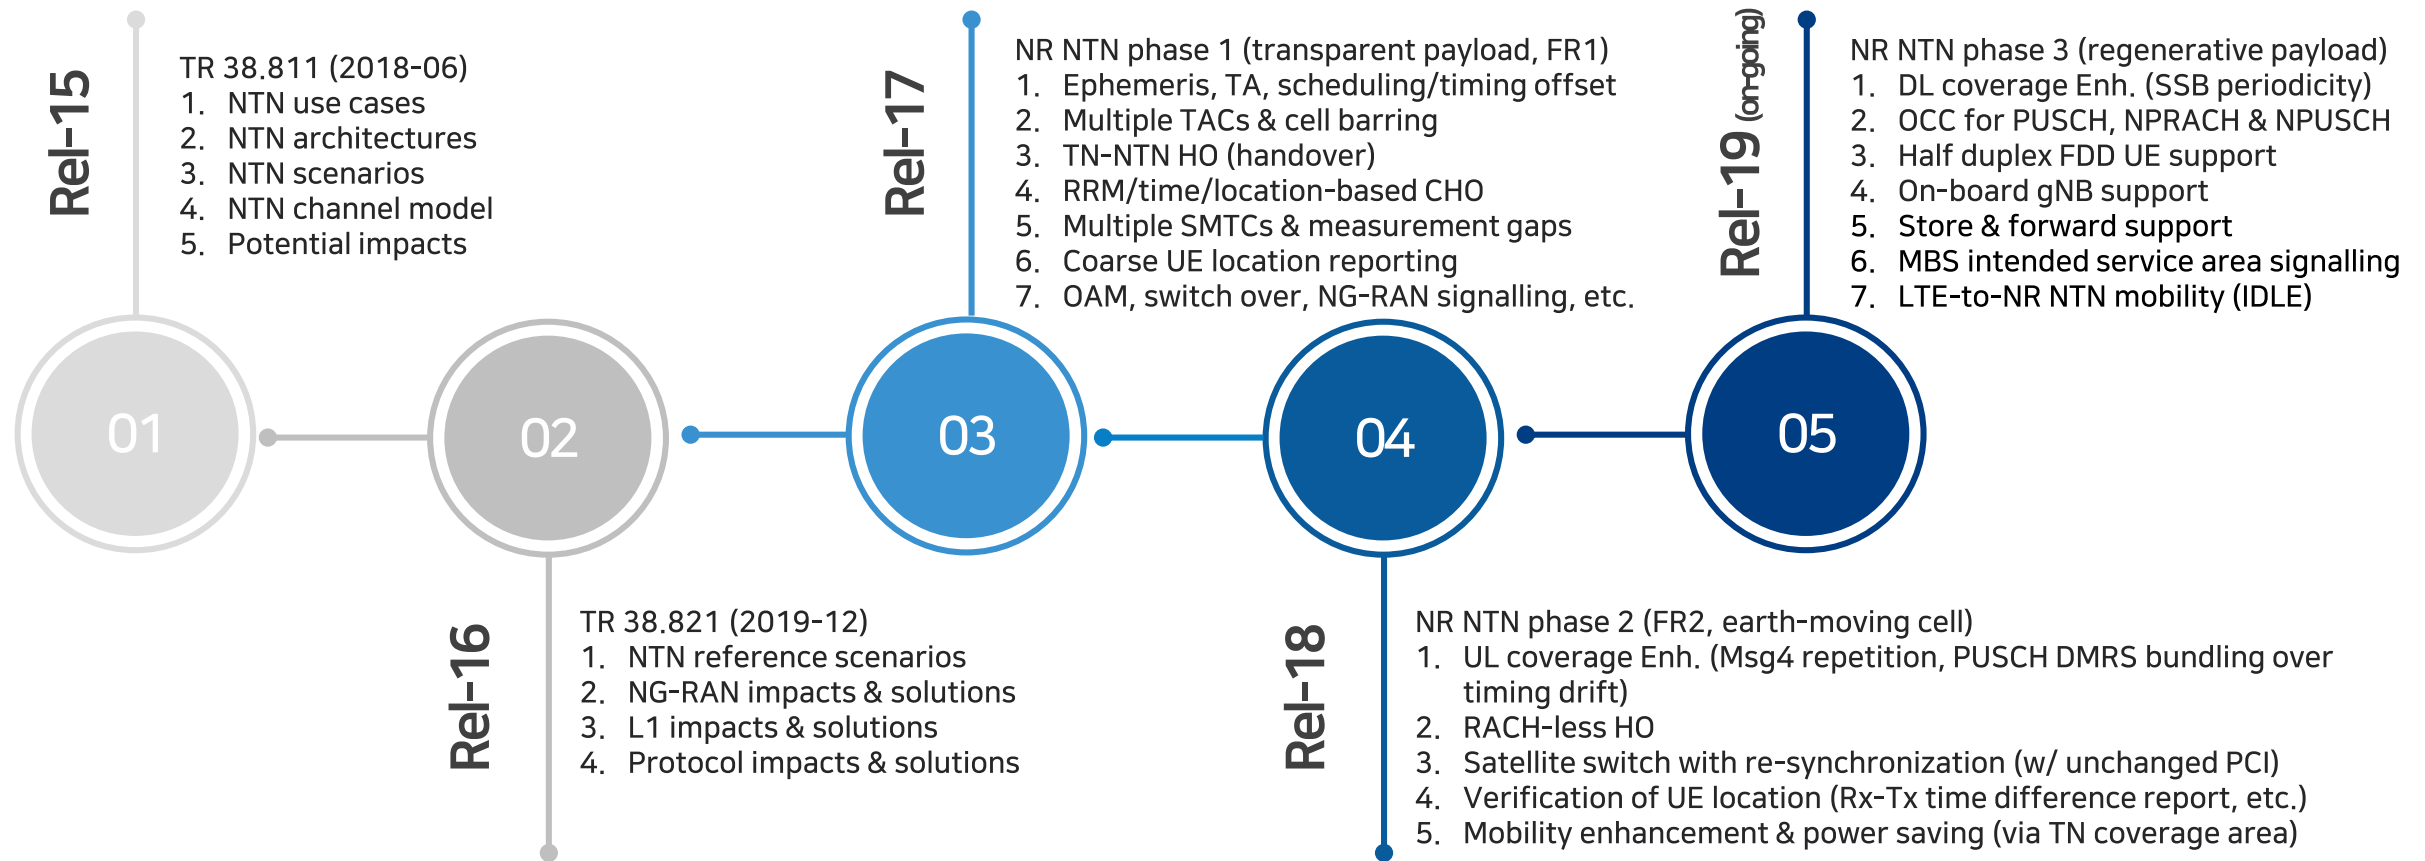 Rel-15
TR 38.811 (2018-06)
1. NTN use cases
2. NTN architectures
3. NTN scenarios
4. NTN channel model
5. Potential impacts
01
Rel-16
TR 38.821 (2019-12)
1. NTN reference scenarios
2. NG-RAN impacts & solutions
3. L1 impacts & solutions
4. Protocol impacts & solutions
02
Rel-17
NR NTN phase 1 (transparent payload, FR1)
1. Ephemeris, TA, scheduling/timing offset
2. Multiple TACs & cell barring
3. TN-NTN HO (handover)
4. RRM/time/location-based CHO
5. Multiple SMTCs & measurement gaps
6. Coarse UE location reporting
7. OAM, switch over, NG-RAN signalling, etc.
03
Rel-18
NR NTN phase 2 (FR2, earth-moving cell)
1. UL coverage Enh. (Msg4 repetition, PUSCH DMRS bundling over
timing drift)
2. RACH-less HO
3. Satellite switch with re-synchronization (w/ unchanged PCI)
4. Verification of UE location (Rx-Tx time difference report, etc.)
5. Mobility enhancement & power saving (via TN coverage area)
04
Rel-19 (on-going)
NR NTN phase 3 (regenerative payload)
1. DL coverage Enh. (SSB periodicity)
2. OCC for PUSCH, NPRACH & NPUSCH
3. Half duplex FDD UE support
4. On-board gNB support
5. Store & forward support
6. MBS intended service area signalling
7. LTE-to-NR NTN mobility (IDLE)
05